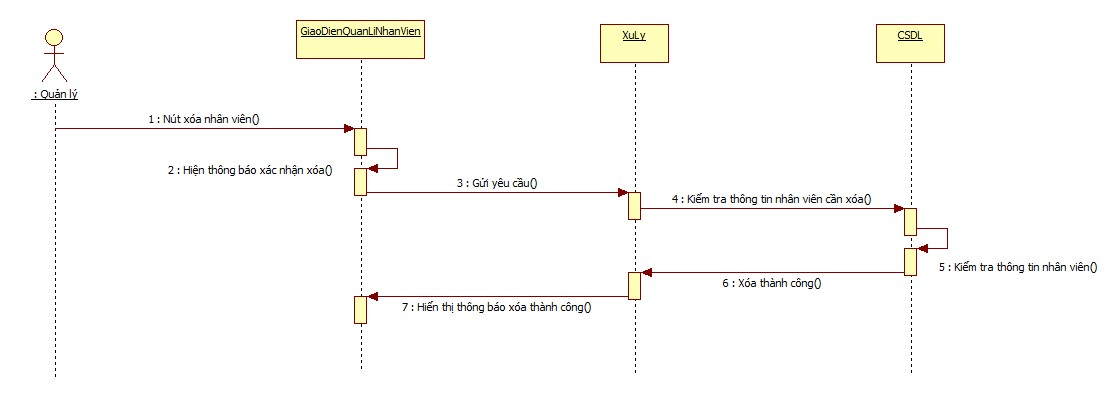 GiaoDienQuanLiNhanVien
XuLy
CSDL
: Quản lý
1 : Nút xóa nhân viên()
2 : Hiện thông báo xác nhận xóa()
3 : Gửi yêu cầu()
4 : Kiểm tra thông tin nhân viên cần xóa()
5 : Kiểm tra thông tin nhân viên()
6 : Xóa thành công()
7 : Hiển thị thông báo xóa thành công()